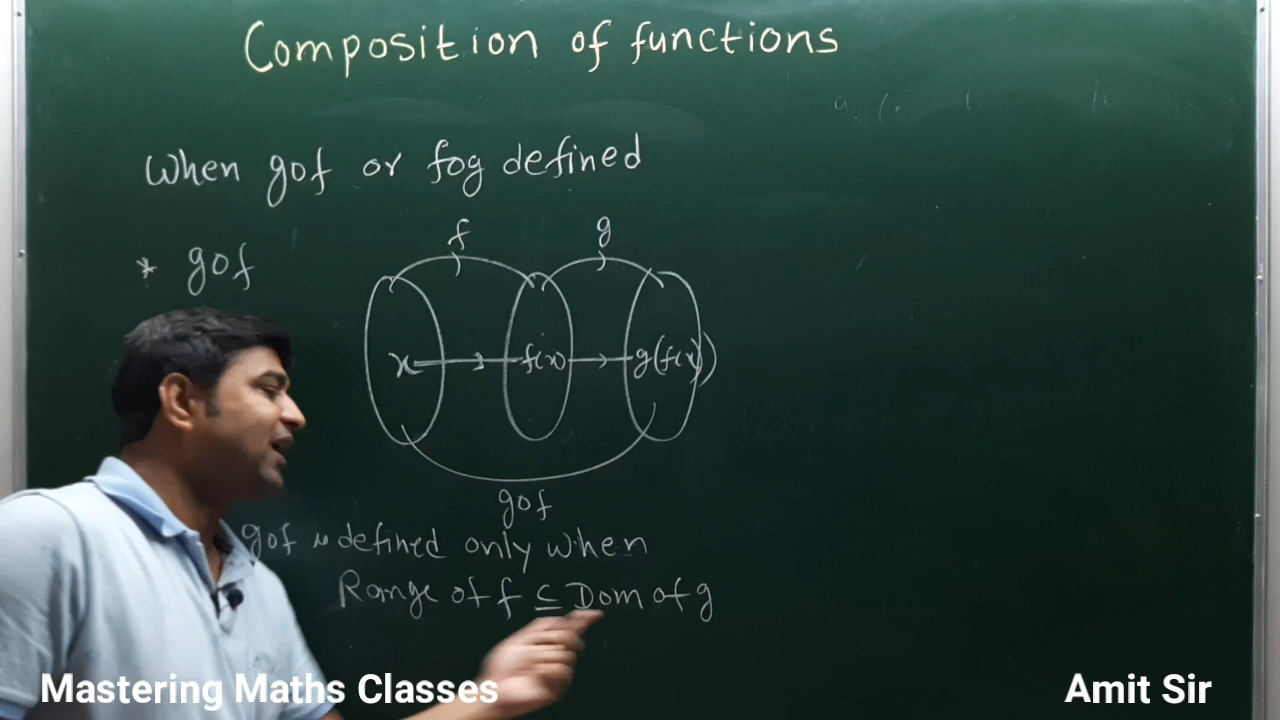 Composition of functions
When gof or fog defined
f g
* gof
x f(x) g(f(x))
gof
gof is defined only when
Range of f ⊆ Dom of g
Mastering Maths Classes Amit Sir